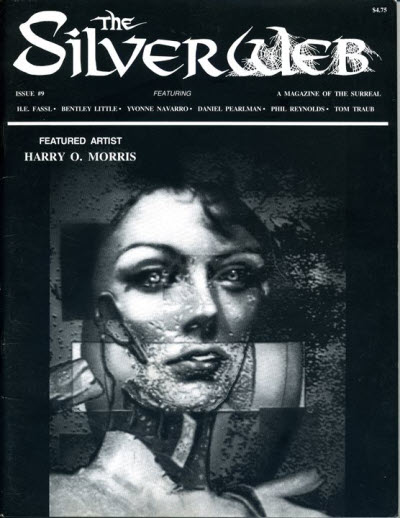 $4.75
The
SilverWeb
ISSUE #9 FEATURING A MAGAZINE OF THE SURREAL
H.E. FASSL • BENTLEY LITTLE • YVONNE NAVARRO • DANIEL PEARLMAN • PHIL REYNOLDS • TOM TRAUB
FEATURED ARTIST
HARRY O. MORRIS